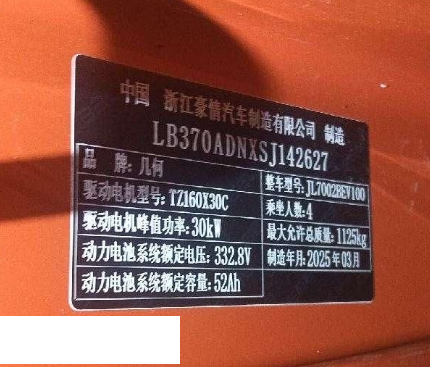 中国 浙江豪情汽车制造有限公司 制造
LB370ADNXSJ142627
品 牌:几何
整车型号:JL7002BEV100
驱动电机型号:TZ160X30C
乘坐人数:4
驱动电机峰值功率:30kW
最大允许总质量:1125kg
动力电池系统额定电压:332.8V
制造年月:2025年03月
动力电池系统额定容量:52Ah